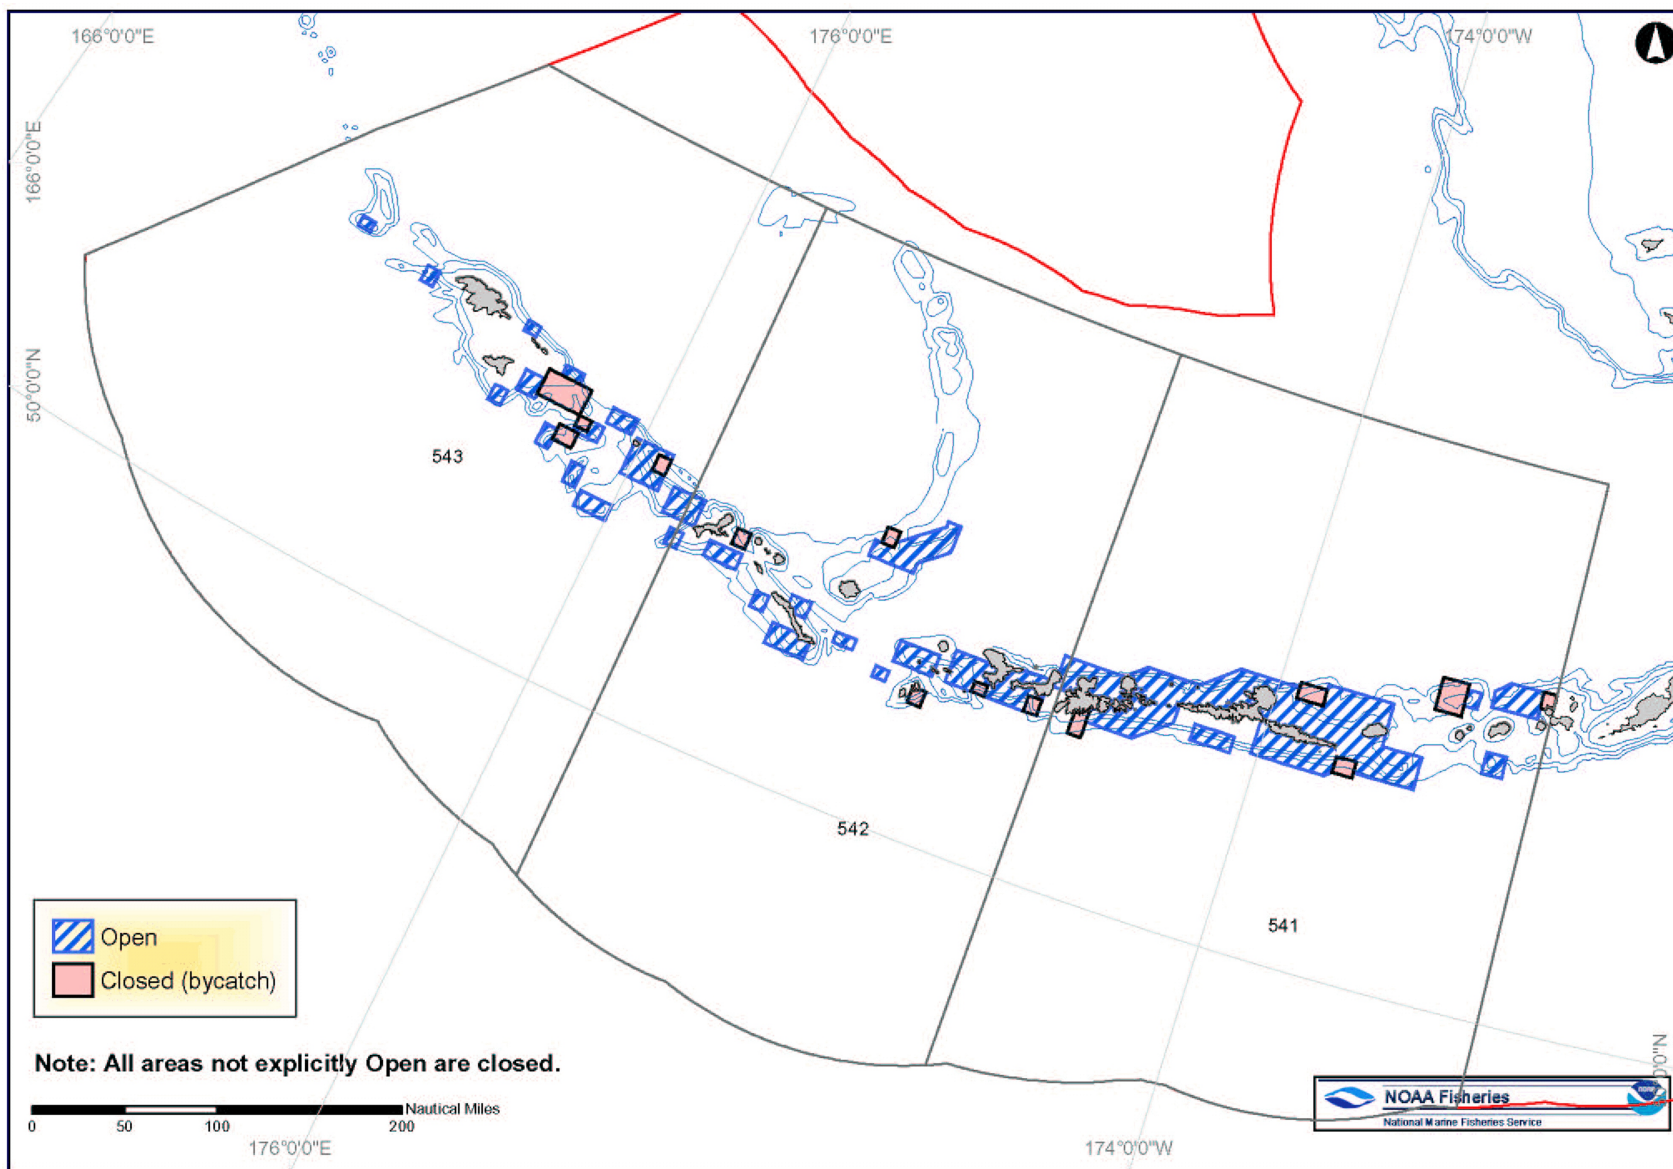 166°0'0"E
176°0'0"E
174°0'0"W
166°0'0"E
50°0'0"N
543
542
541
Open
Closed (bycatch)
Note: All areas not explicitly Open are closed.
Nautical Miles
0 50 100 200
176°0'0"E
174°0'0"W
0'0"N
NOAA Fisheries
National Marine Fisheries Service